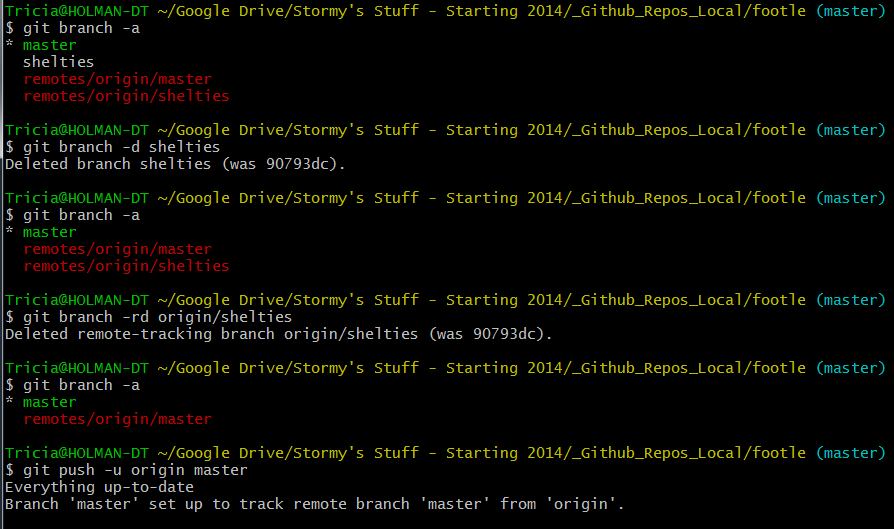 Tricia@HOLMAN-DT ~/Google Drive/Stormy's Stuff - Starting 2014/_Github_Repos_Local/footle (master)
$ git branch -a
* master
  shelties
  remotes/origin/master
  remotes/origin/shelties

Tricia@HOLMAN-DT ~/Google Drive/Stormy's Stuff - Starting 2014/_Github_Repos_Local/footle (master)
$ git branch -d shelties
Deleted branch shelties (was 90793dc).

Tricia@HOLMAN-DT ~/Google Drive/Stormy's Stuff - Starting 2014/_Github_Repos_Local/footle (master)
$ git branch -a
* master
  remotes/origin/master
  remotes/origin/shelties

Tricia@HOLMAN-DT ~/Google Drive/Stormy's Stuff - Starting 2014/_Github_Repos_Local/footle (master)
$ git branch -rd origin/shelties
Deleted remote-tracking branch origin/shelties (was 90793dc).

Tricia@HOLMAN-DT ~/Google Drive/Stormy's Stuff - Starting 2014/_Github_Repos_Local/footle (master)
$ git branch -a
* master
  remotes/origin/master

Tricia@HOLMAN-DT ~/Google Drive/Stormy's Stuff - Starting 2014/_Github_Repos_Local/footle (master)
$ git push -u origin master
Everything up-to-date
Branch 'master' set up to track remote branch 'master' from 'origin'.